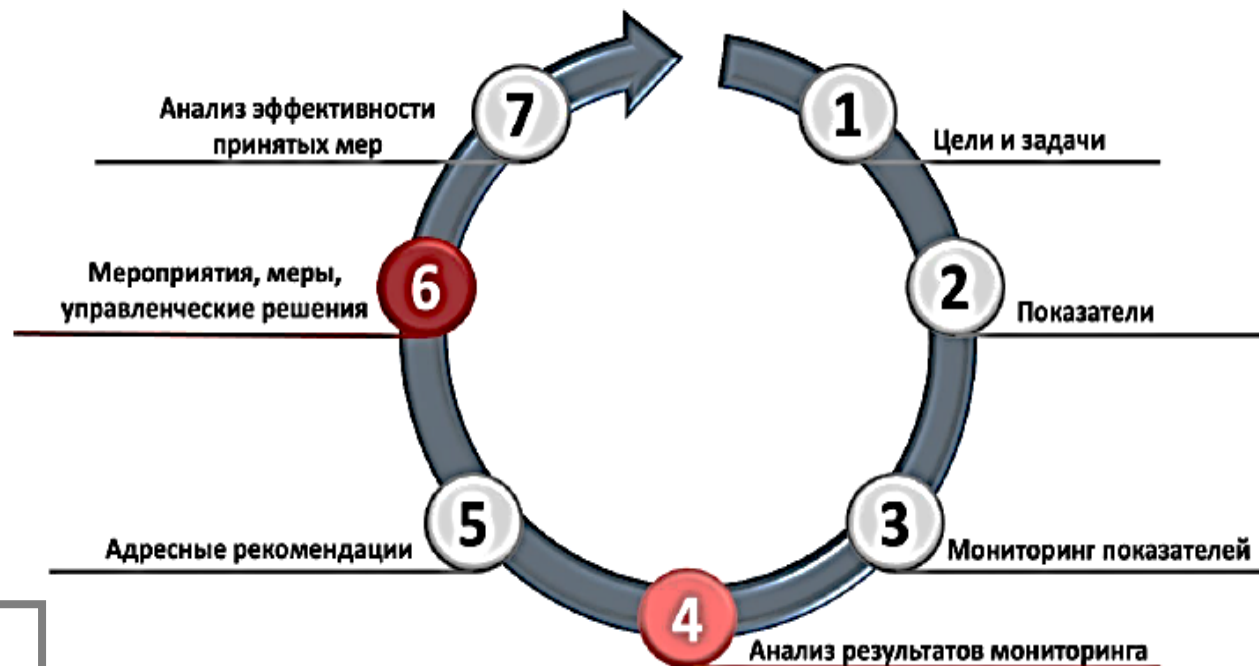 1
Цели и задачи
2
Показатели
3
Мониторинг показателей
4
Анализ результатов мониторинга
5
Адресные рекомендации
6
Мероприятия, меры,
управленческие решения
7
Анализ эффективности
принятых мер